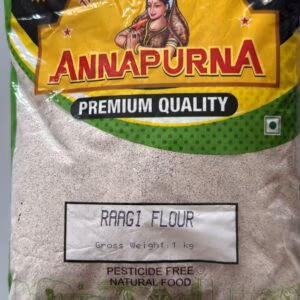 ANNAPURNA
PREMIUM QUALITY
RAAGI FLOUR
Gross Weight:1 kg
PESTICIDE FREE
NATURAL FOOD